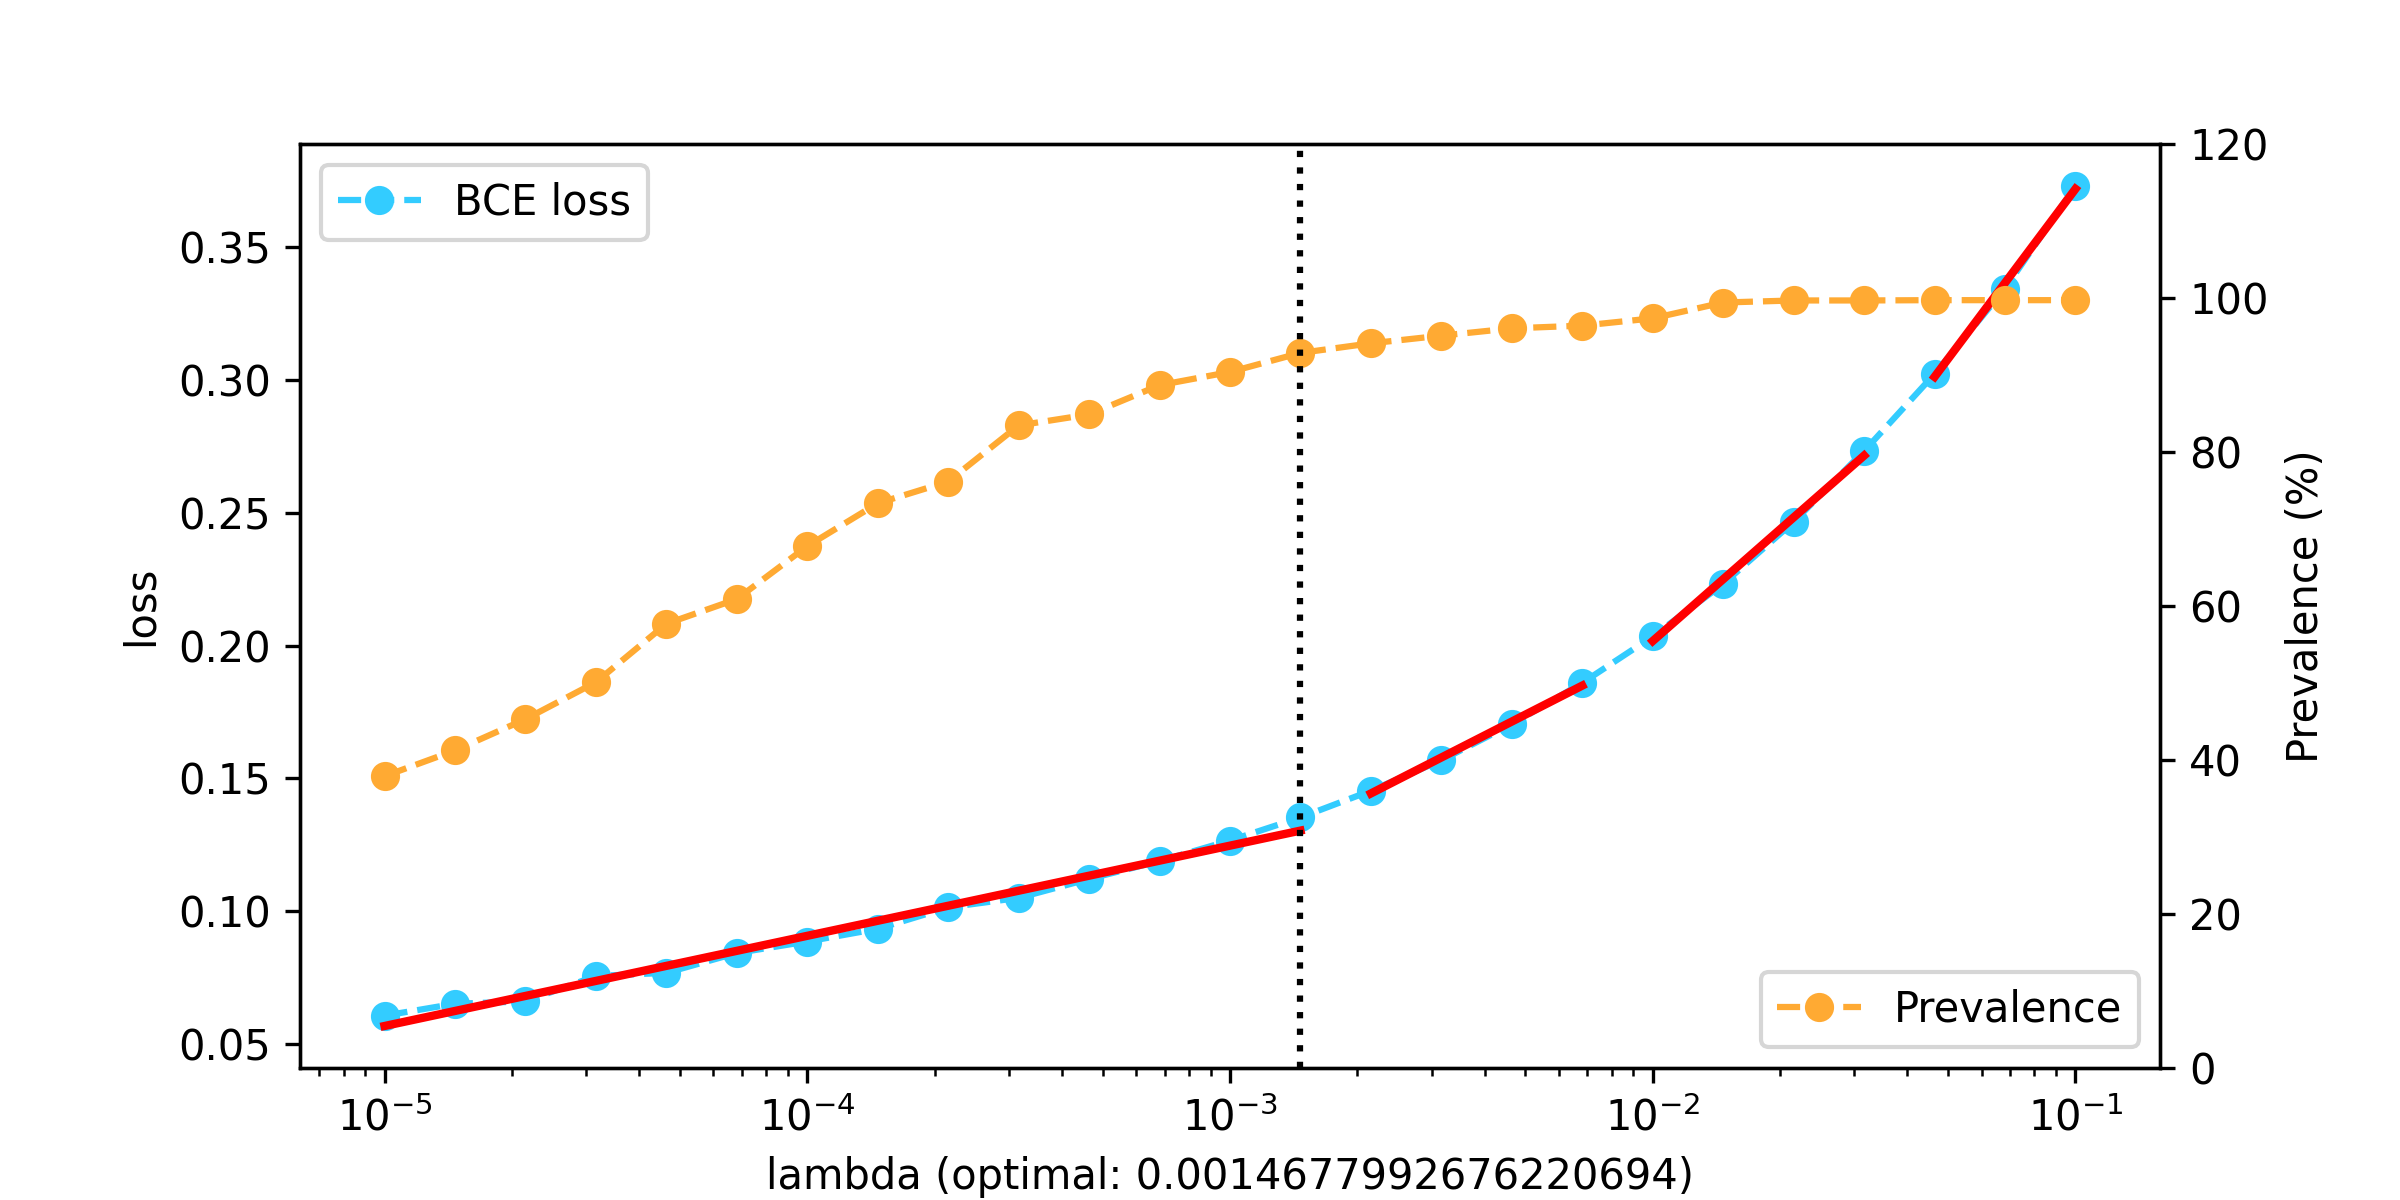 BCE loss
0.35
0.30
0.25
0.20
0.15
0.10
0.05
loss
120
100
80
60
40
20
0
Prevalence (%)
Prevalence
10⁻⁵ 10⁻⁴ 10⁻³ 10⁻² 10⁻¹
lambda (optimal: 0.0014677992676220694)